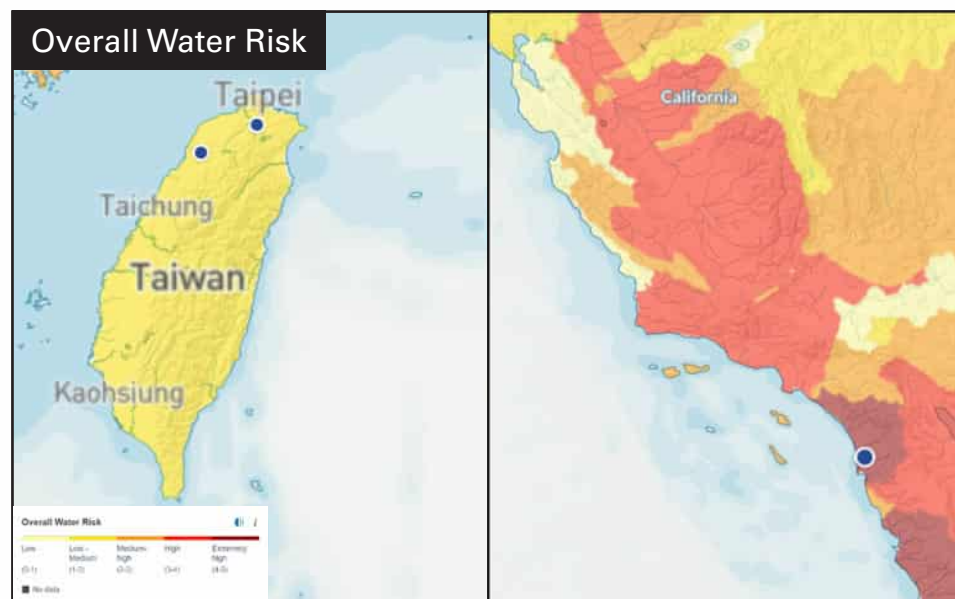 Overall Water Risk
Taipei
Taichung
Taiwan
Kaohsiung
California
Overall Water Risk
Low
Low -
Medium
Medium-
high
High
Extremely
high
(0-1)
(1-2)
(2-3)
(3-4)
(4-5)
No data